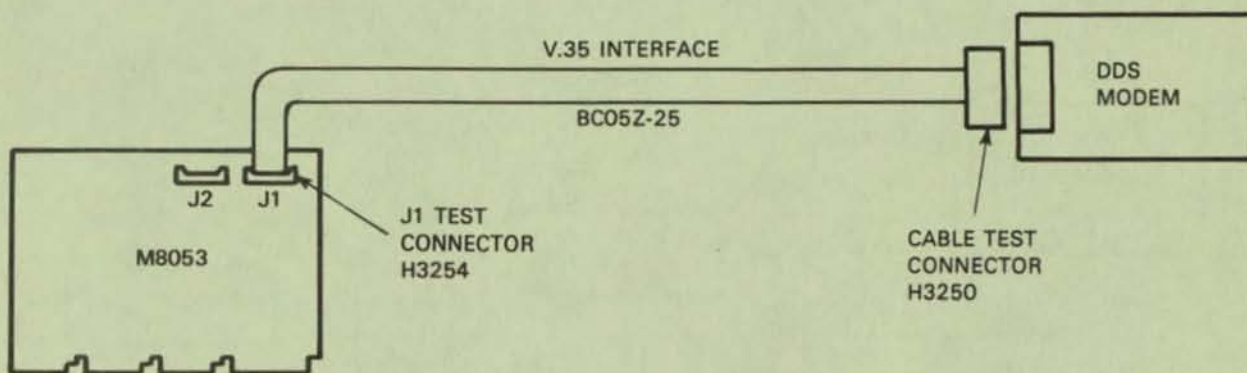 V.35 INTERFACE
BC05Z-25
DDS
MODEM
J2
J1
J1 TEST
CONNECTOR
H3254
M8053
CABLE TEST
CONNECTOR
H3250